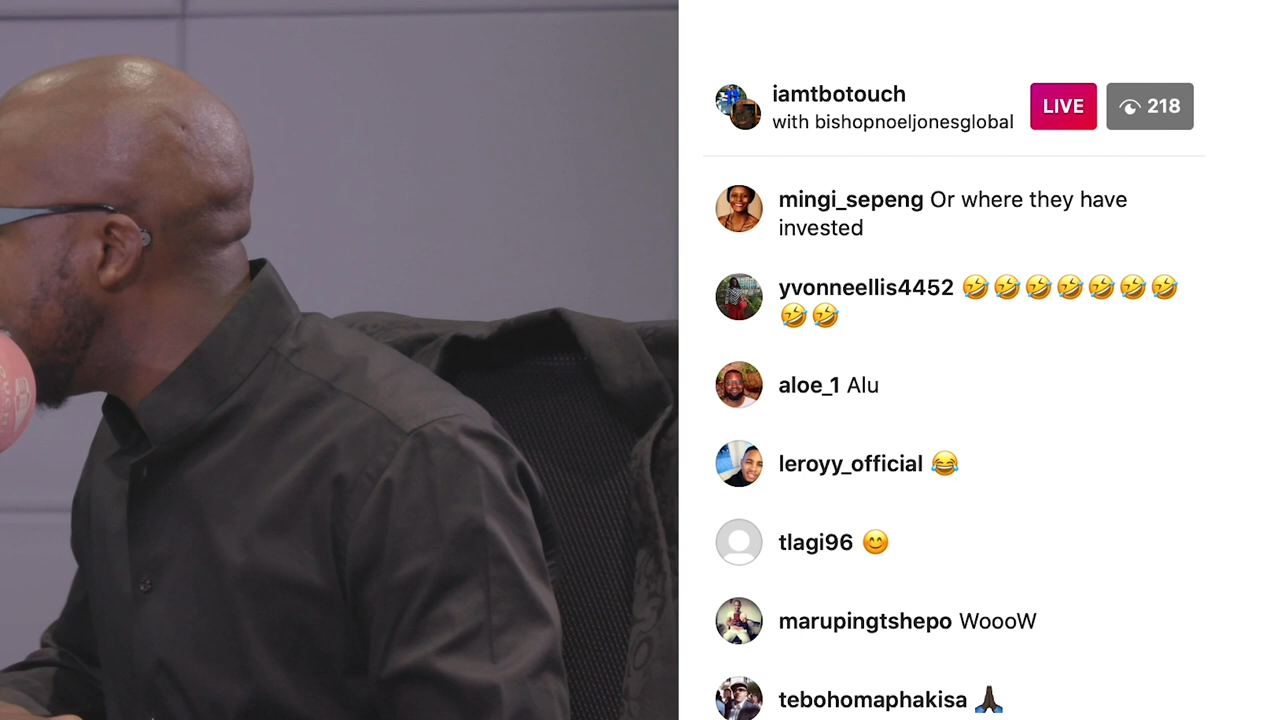 iamtbotouch
with bishopnoeljonesglobal
LIVE
218
mingi_sepeng Or where they have
invested
yvonneellis4452 🤣🤣🤣🤣🤣🤣🤣
🤣🤣
aloe_1 Alu
leroyy_official 😂
tlagi96 😊
marupingtshepo WoooW
tebohomaphakisa 🙏🏿